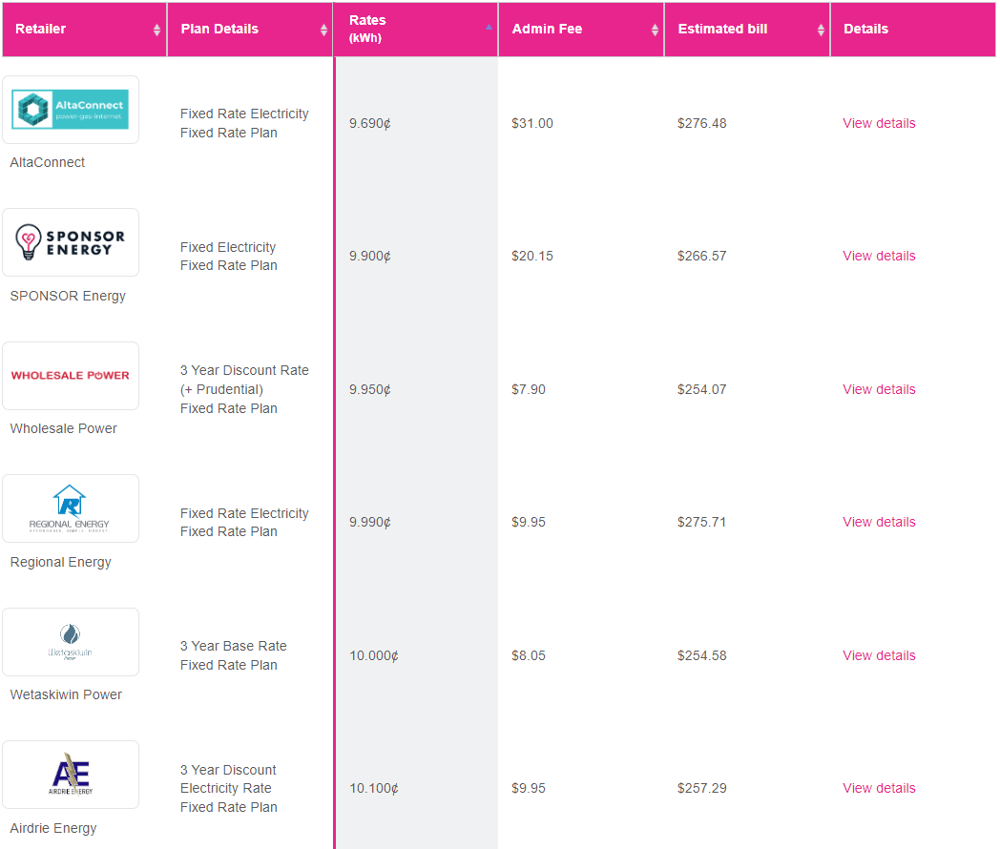 Retailer
Plan Details
Rates
(kWh)
Admin Fee
Estimated bill
Details
AltaConnect
power-gas-internet
AltaConnect
Fixed Rate Electricity
Fixed Rate Plan
9.690¢
$31.00
$276.48
View details
SPONSOR
ENERGY
SPONSOR Energy
Fixed Electricity
Fixed Rate Plan
9.900¢
$20.15
$266.57
View details
WHOLESALE POWER
Wholesale Power
3 Year Discount Rate
(+ Prudential)
Fixed Rate Plan
9.950¢
$7.90
$254.07
View details
R
REGIONAL ENERGY
Regional Energy
Fixed Rate Electricity
Fixed Rate Plan
9.990¢
$9.95
$275.71
View details
Wetaskiwin
Wetaskiwin Power
3 Year Base Rate
Fixed Rate Plan
10.000¢
$8.05
$254.58
View details
AE
AIRDRIE ENERGY
Airdrie Energy
3 Year Discount
Electricity Rate
Fixed Rate Plan
10.100¢
$9.95
$257.29
View details